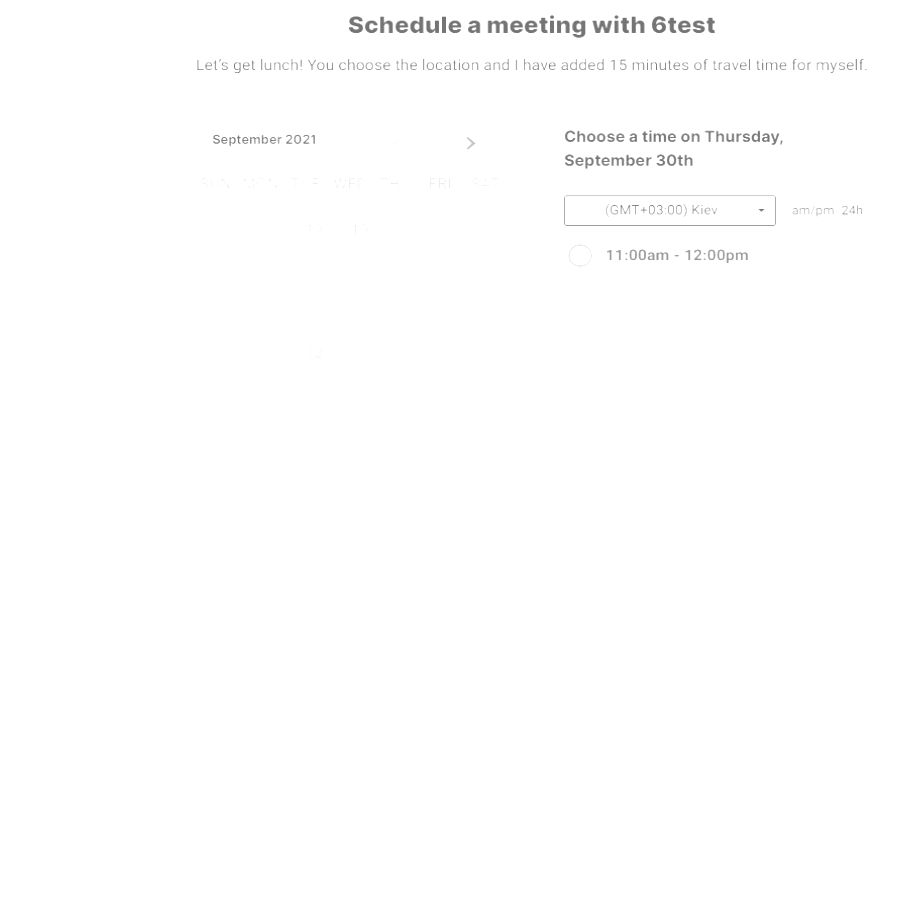 Schedule a meeting with 6test
Let's get lunch! You choose the location and I have added 15 minutes of travel time for myself.
September 2021
SUN MON TUE WED THU FRI SAT
Choose a time on Thursday,
September 30th
(GMT+03:00) Kiev
am/pm 24h
11:00am - 12:00pm